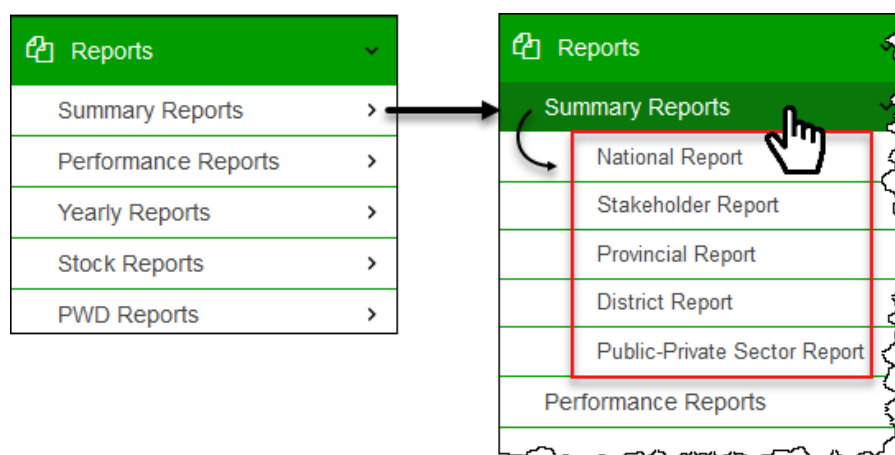 Reports
Summary Reports
Performance Reports
Yearly Reports
Stock Reports
PWD Reports
Reports
Summary Reports
National Report
Stakeholder Report
Provincial Report
District Report
Public-Private Sector Report
Performance Reports